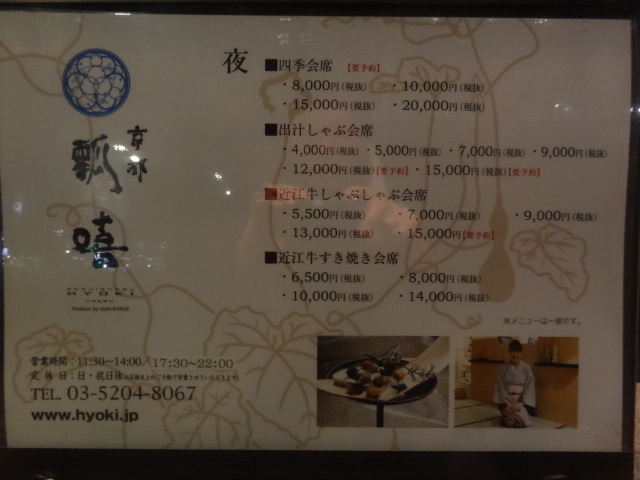 京都
瓢喜
HYOKI
夜
■四季会席 【要予約】
・8,000円(税抜) ・10,000円(税抜)
・15,000円(税抜) ・20,000円(税抜)
■出汁しゃぶ会席
・4,000円(税抜) ・5,000円(税抜) ・7,000円(税抜) ・9,000円(税抜)
・12,000円(税抜)【要予約】 ・15,000円(税抜)【要予約】
■近江牛しゃぶしゃぶ会席
・5,500円(税抜) ・7,000円(税抜) ・9,000円(税抜)
・13,000円(税抜) ・15,000円(税抜)【要予約】
■近江牛すき焼き会席
・6,500円(税抜) ・8,000円(税抜)
・10,000円(税抜) ・14,000円(税抜)
※メニューは一部です。
営業時間：11:30~14:00/17:30~22:00
定休日：日・祝日休
TEL. 03-5204-8067
www.hyoki.jp